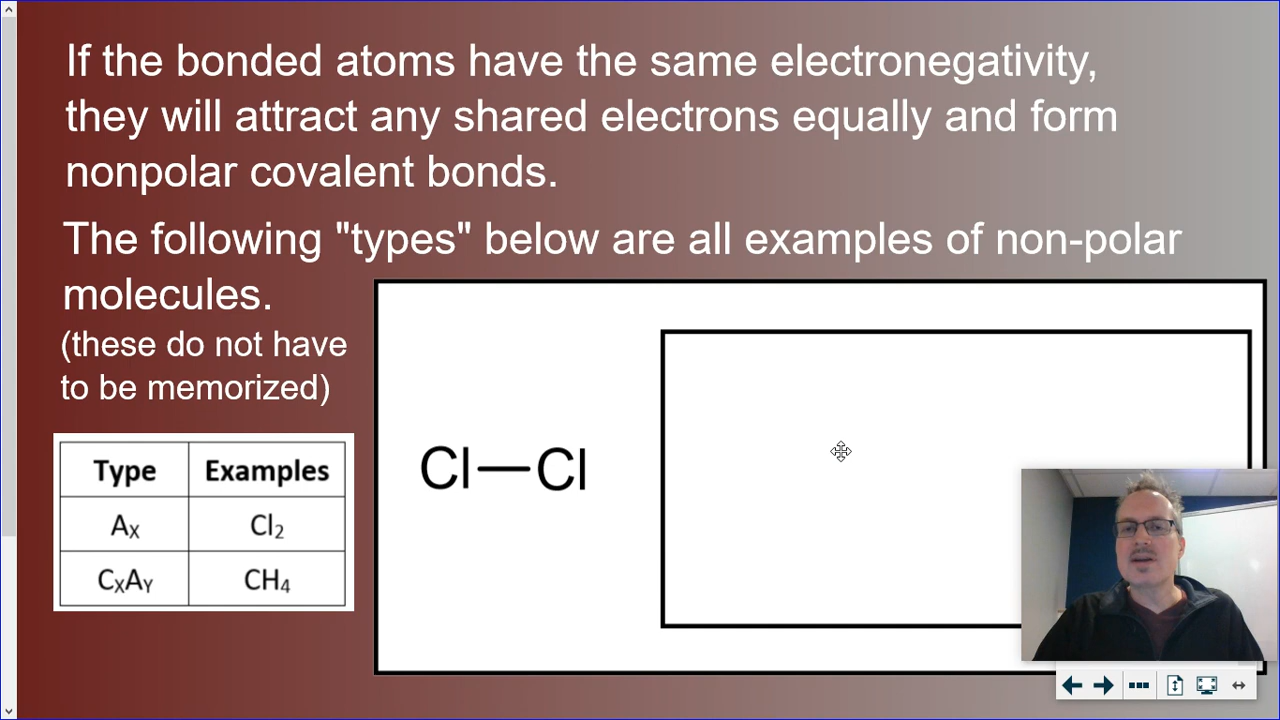 If the bonded atoms have the same electronegativity,
they will attract any shared electrons equally and form
nonpolar covalent bonds.
The following "types" below are all examples of non-polar
molecules.
(these do not have
to be memorized)
Type Examples
Aₓ Cl₂
CₓAᵧ CH₄
Cl—Cl